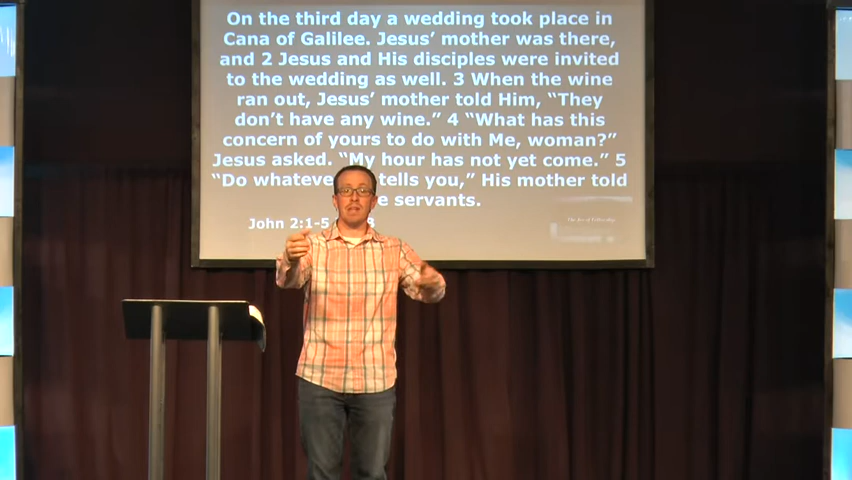 On the third day a wedding took place in
Cana of Galilee. Jesus’ mother was there,
and 2 Jesus and His disciples were invited
to the wedding as well. 3 When the wine
ran out, Jesus’ mother told Him, “They
don’t have any wine.” 4 “What has this
concern of yours to do with Me, woman?”
Jesus asked. “My hour has not yet come.” 5
“Do whateve tells you,” His mother told
e servants.
John 2:1-5
The Joy of Fellowship